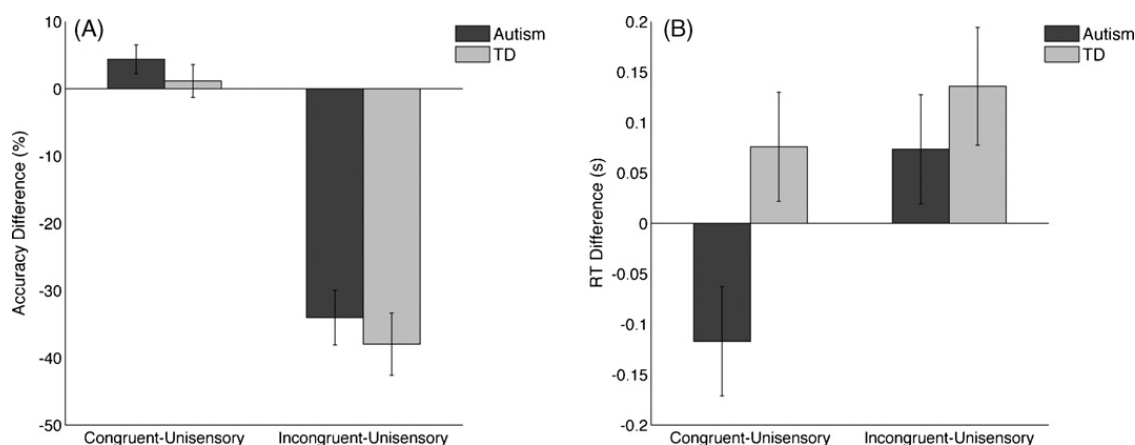 (A)
Autism
TD
Accuracy Difference (%)
10
0
-10
-20
-30
-40
-50
Congruent-Unisensory
Incongruent-Unisensory
(B)
Autism
TD
RT Difference (s)
0.2
0.15
0.1
0.05
0
-0.05
-0.1
-0.15
-0.2
Congruent-Unisensory
Incongruent-Unisensory